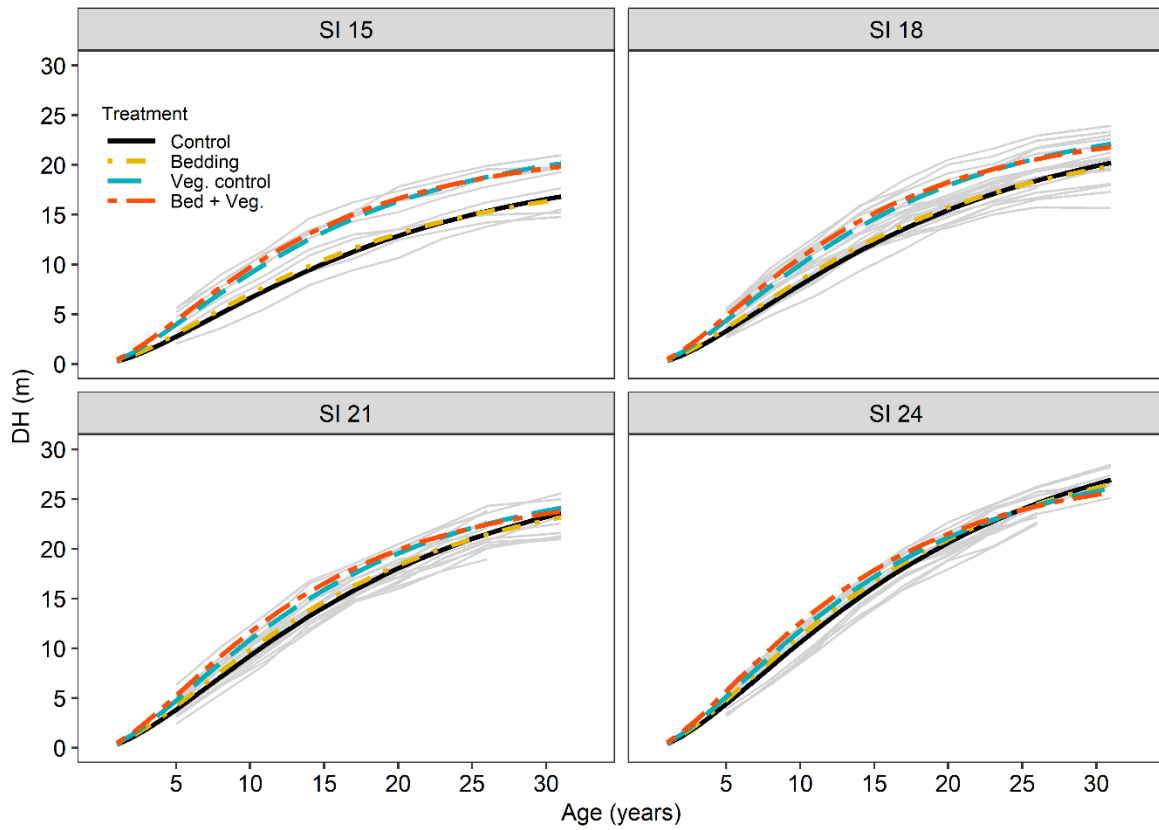 SI 15
SI 18
30
25
20
15
10
5
0
Treatment
Control
Bedding
Veg. control
Bed + Veg.
SI 21
SI 24
DH (m)
30
25
20
15
10
5
0
5 10 15 20 25 30
5 10 15 20 25 30
Age (years)